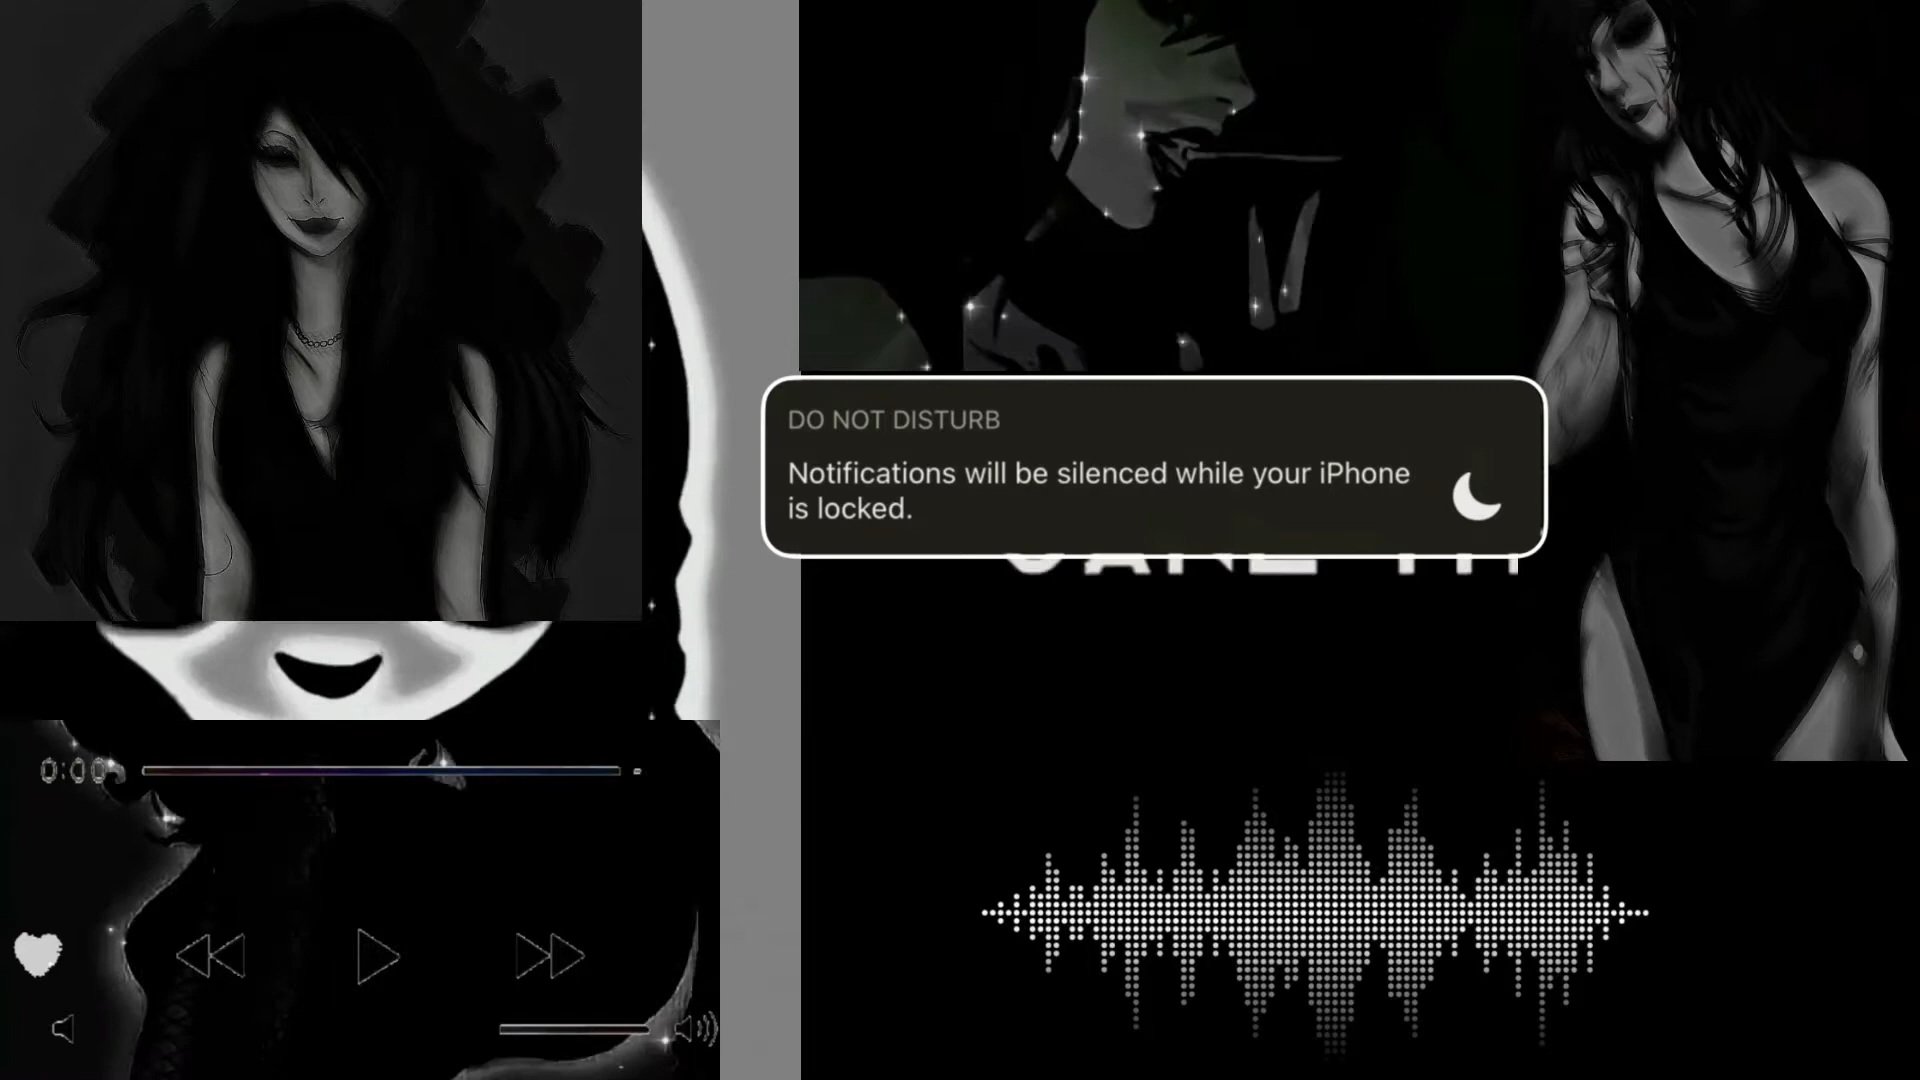 DO NOT DISTURB
Notifications will be silenced while your iPhone
is locked.
0:00